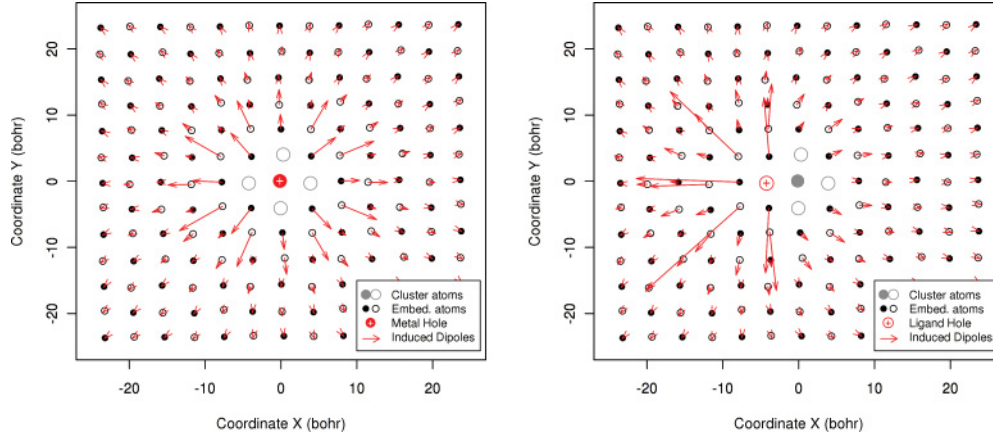 Coordinate Y (bohr)
20
10
0
-10
-20
Cluster atoms
Embed. atoms
Metal Hole
Induced Dipoles
-20
-10
0
10
20
Coordinate X (bohr)
Coordinate Y (bohr)
20
10
0
-10
-20
Cluster atoms
Embed. atoms
Ligand Hole
Induced Dipoles
-20
-10
0
10
20
Coordinate X (bohr)